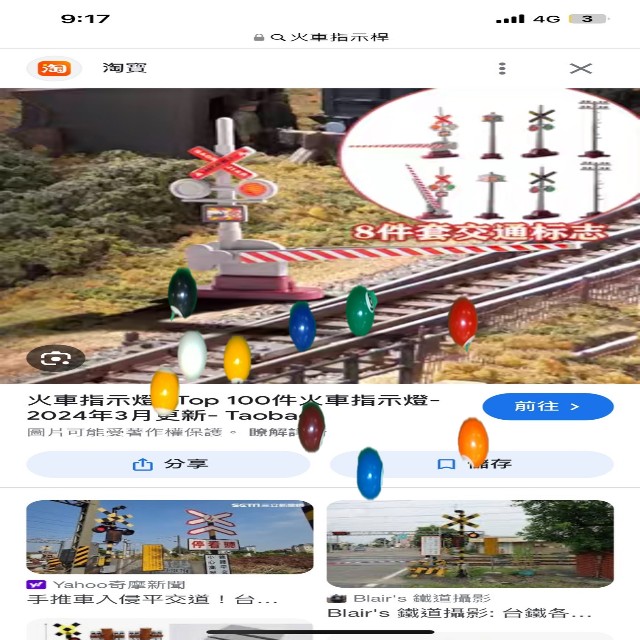 9:17
4G
3
火車指示桿
淘
淘寶
8件套交通标志
火車指示燈
Top 100件火車指示燈-
2024年3月更新- Taobao
圖片可能受著作權保護。 瞭解
前往 >
分享
儲存
停看聽
Yahoo奇摩新聞
手推車入侵平交道！台...
Blair's 鐵道攝影
Blair's 鐵道攝影: 台鐵各...